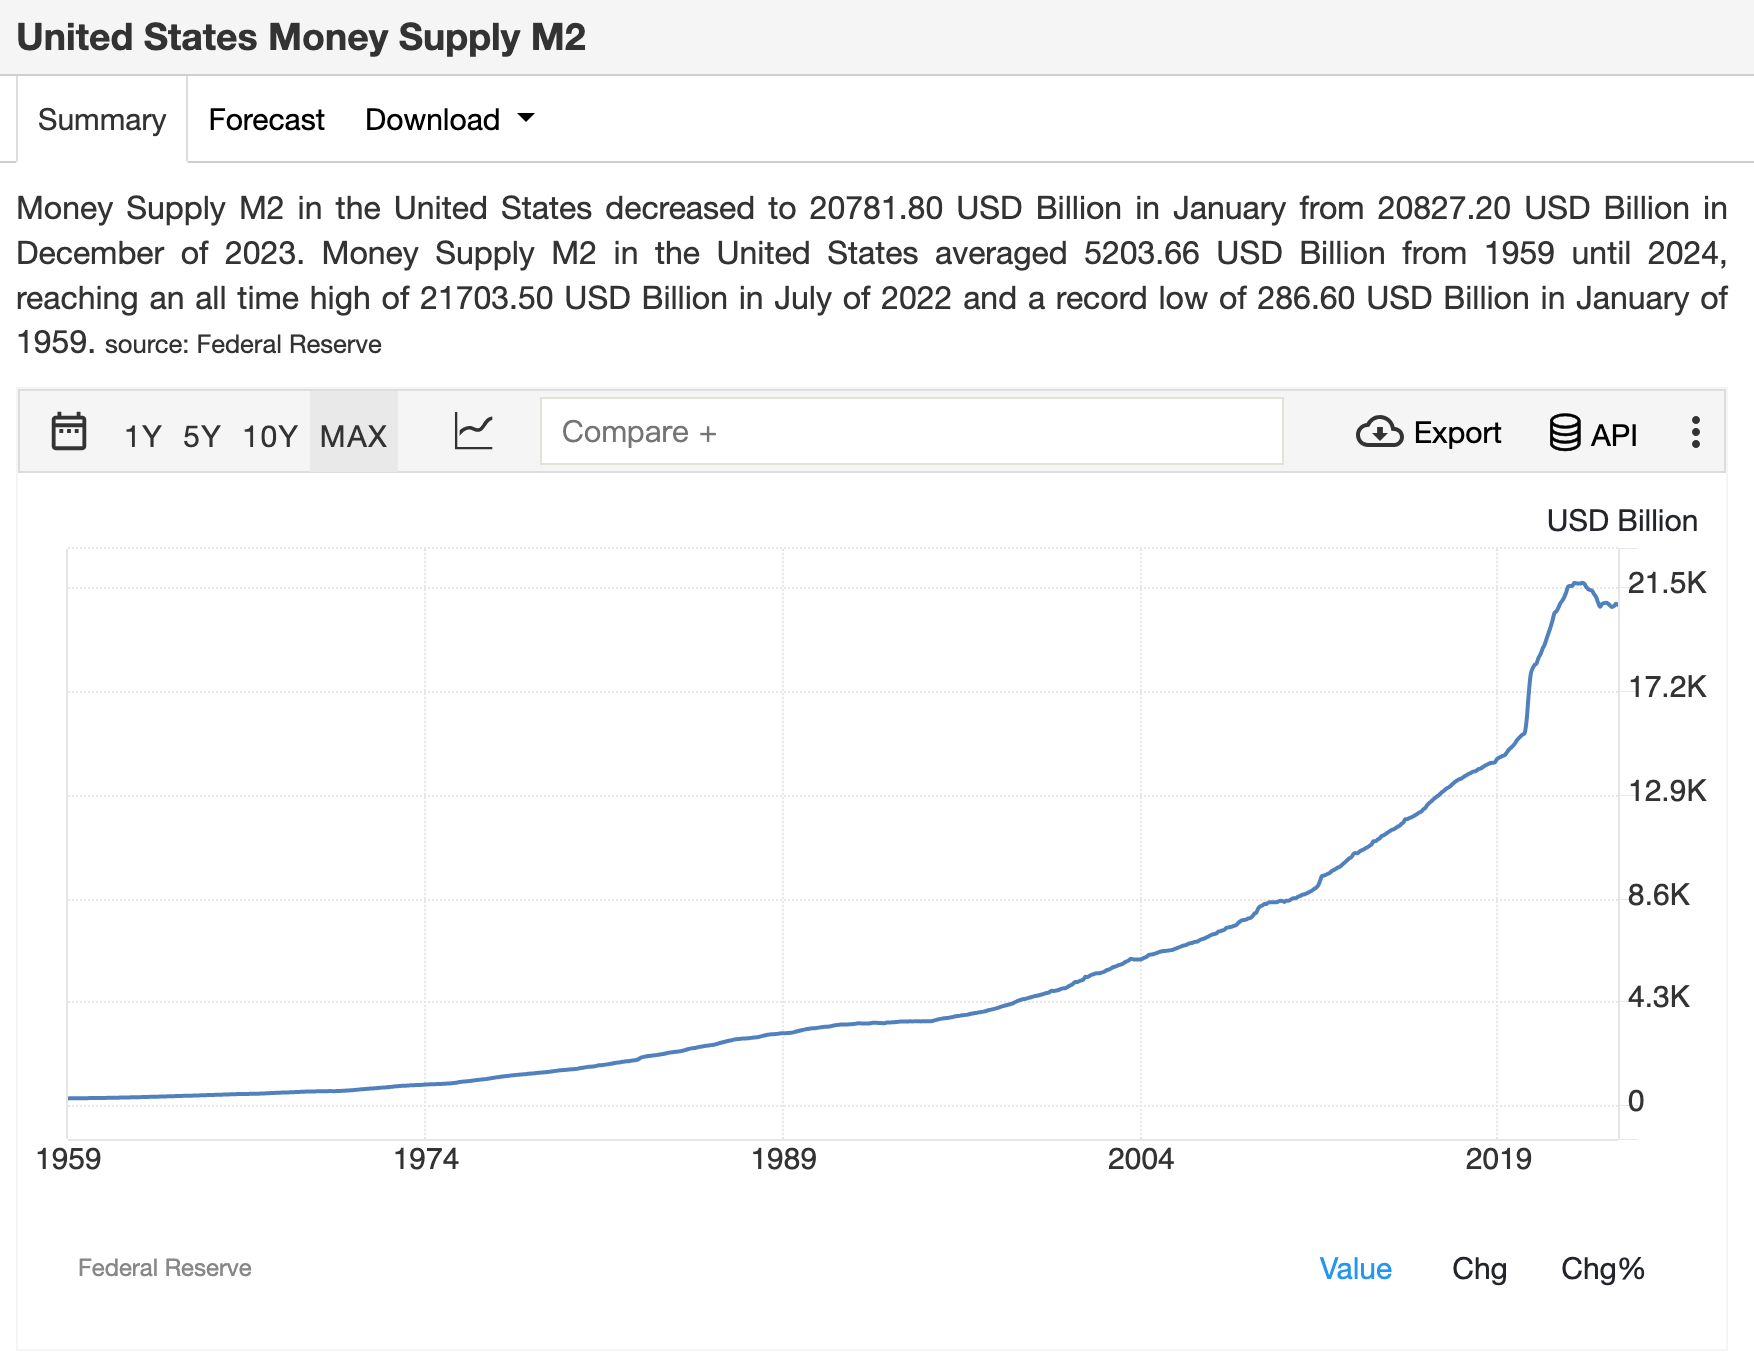 United States Money Supply M2
Summary Forecast Download
Money Supply M2 in the United States decreased to 20781.80 USD Billion in January from 20827.20 USD Billion in
December of 2023. Money Supply M2 in the United States averaged 5203.66 USD Billion from 1959 until 2024,
reaching an all time high of 21703.50 USD Billion in July of 2022 and a record low of 286.60 USD Billion in January of
1959. source: Federal Reserve
1Y 5Y 10Y MAX Compare + Export API
USD Billion
21.5K
17.2K
12.9K
8.6K
4.3K
0
1959 1974 1989 2004 2019
Federal Reserve Value Chg Chg%